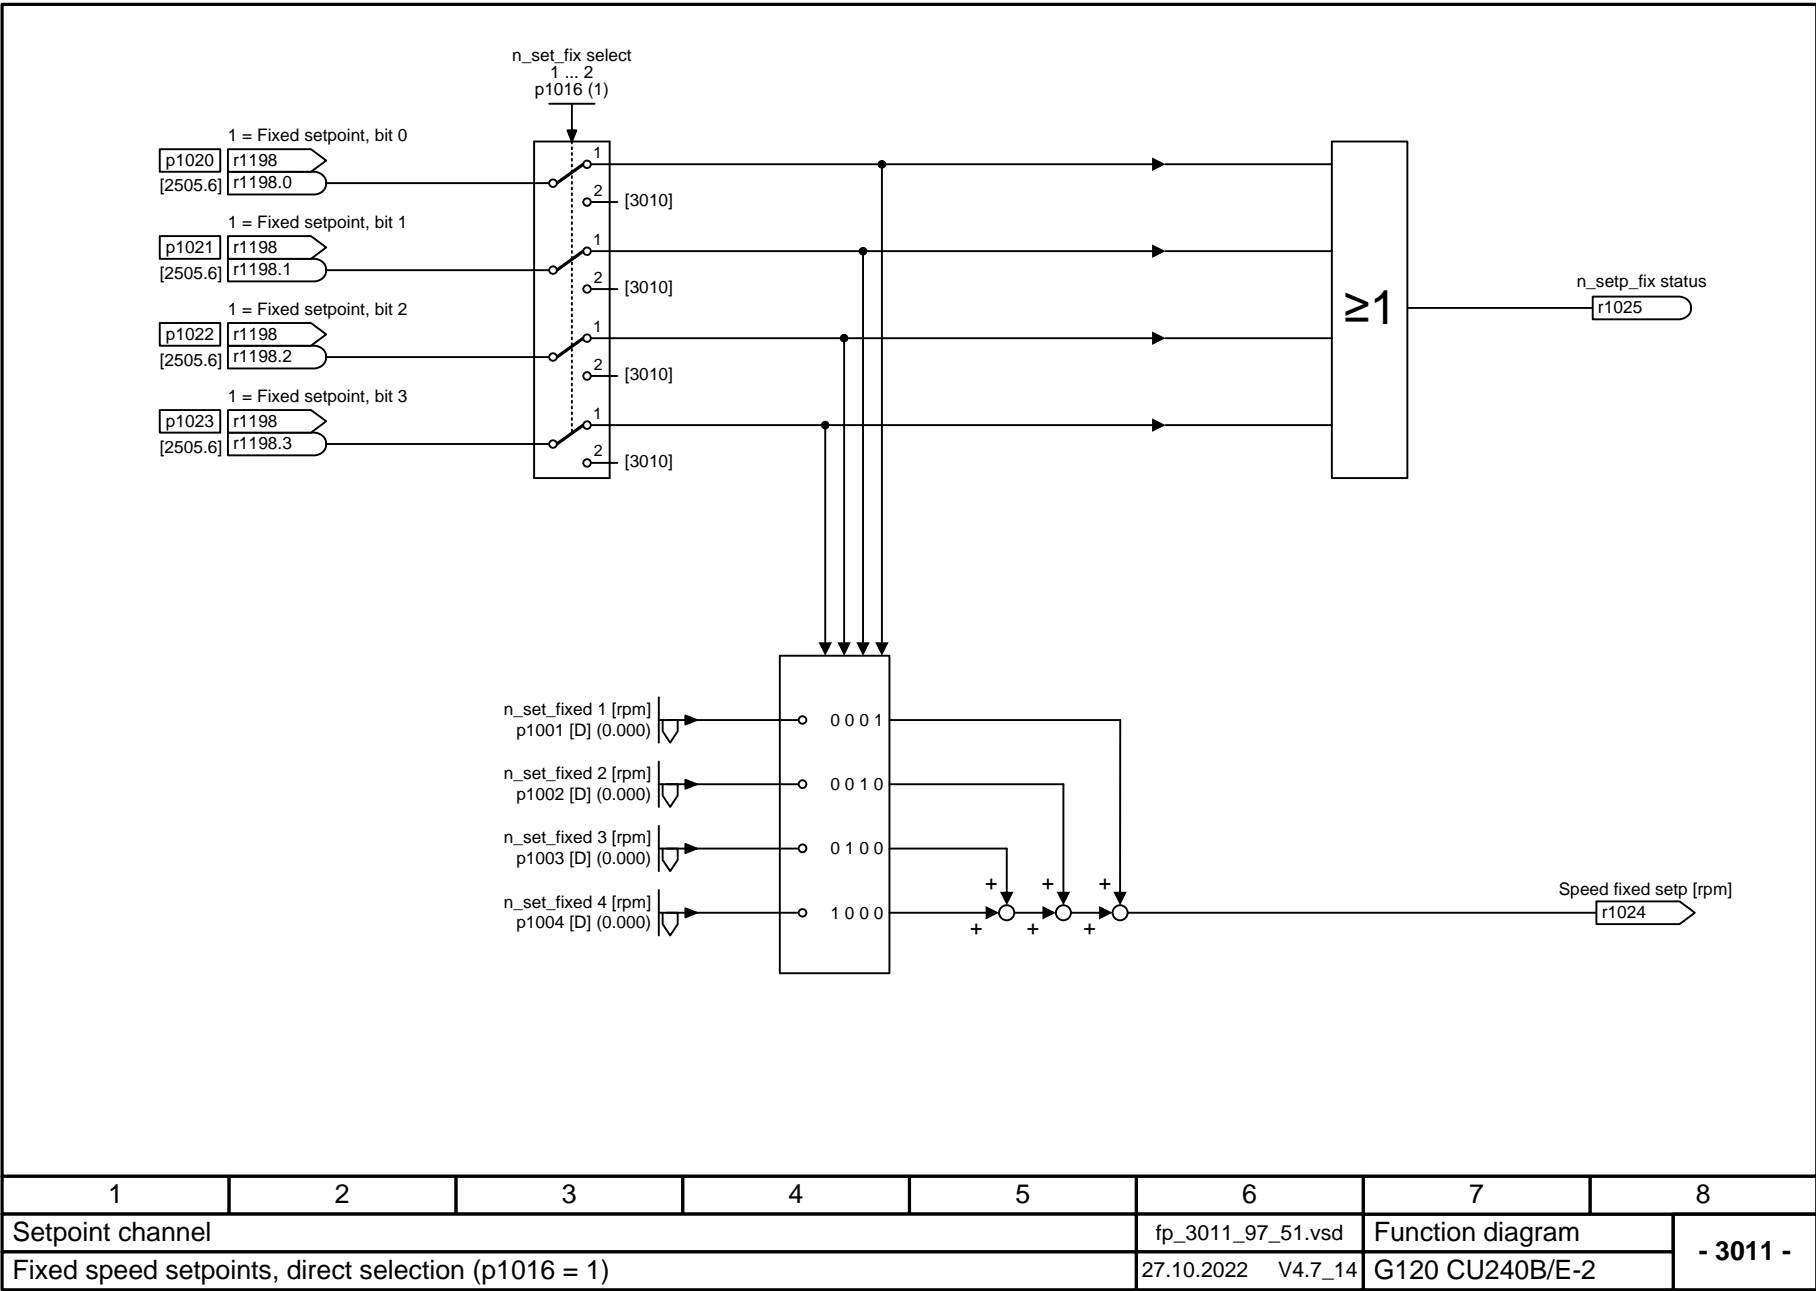 n_set_fix select
1 ... 2
p1016 (1)
1 = Fixed setpoint, bit 0
p1020 r1198
[2505.6] r1198.0
1
2 [3010]
1 = Fixed setpoint, bit 1
p1021 r1198
[2505.6] r1198.1
1
2 [3010]
1 = Fixed setpoint, bit 2
p1022 r1198
[2505.6] r1198.2
1
2 [3010]
1 = Fixed setpoint, bit 3
p1023 r1198
[2505.6] r1198.3
1
2 [3010]
≥1
n_setp_fix status
r1025
n_set_fixed 1 [rpm]
p1001 [D] (0.000)
0 0 0 1
n_set_fixed 2 [rpm]
p1002 [D] (0.000)
0 0 1 0
n_set_fixed 3 [rpm]
p1003 [D] (0.000)
0 1 0 0
n_set_fixed 4 [rpm]
p1004 [D] (0.000)
1 0 0 0
+ + +
+ + +
Speed fixed setp [rpm]
r1024
1 2 3 4 5 6 7 8
Setpoint channel fp_3011_97_51.vsd Function diagram
- 3011 -
Fixed speed setpoints, direct selection (p1016 = 1) 27.10.2022 V4.7_14 G120 CU240B/E-2